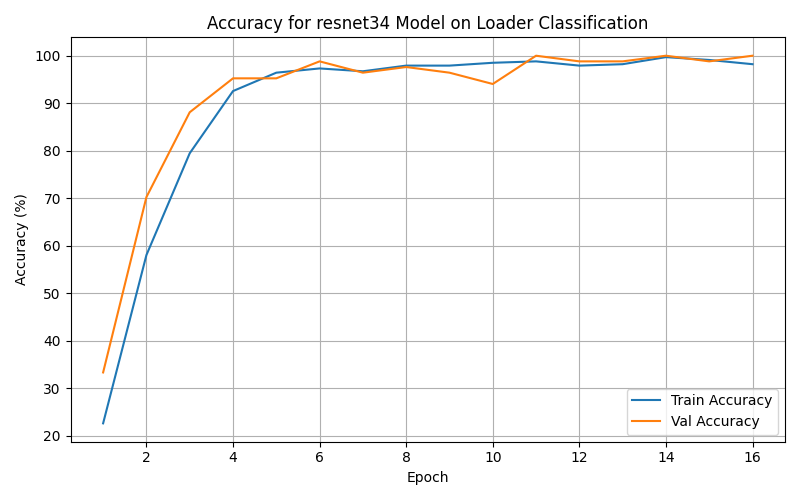 Accuracy for resnet34 Model on Loader Classification
100
90
80
70
60
50
40
30
20
Accuracy (%)
2 4 6 8 10 12 14 16
Epoch
Train Accuracy
Val Accuracy